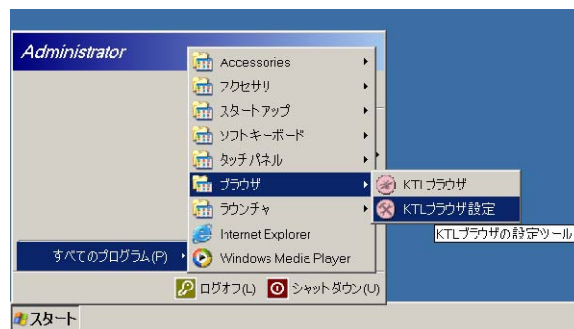 Administrator
Accessories
アクセサリ
スタートアップ
ソフトキーボード
タッチパネル
ブラウザ
KTLブラウザ
ランチャ
KTLブラウザ設定
Internet Explorer
KTLブラウザの設定ツール
すべてのプログラム(P)
Windows Media Player
ログオフ(L)
シャットダウン(U)
スタート